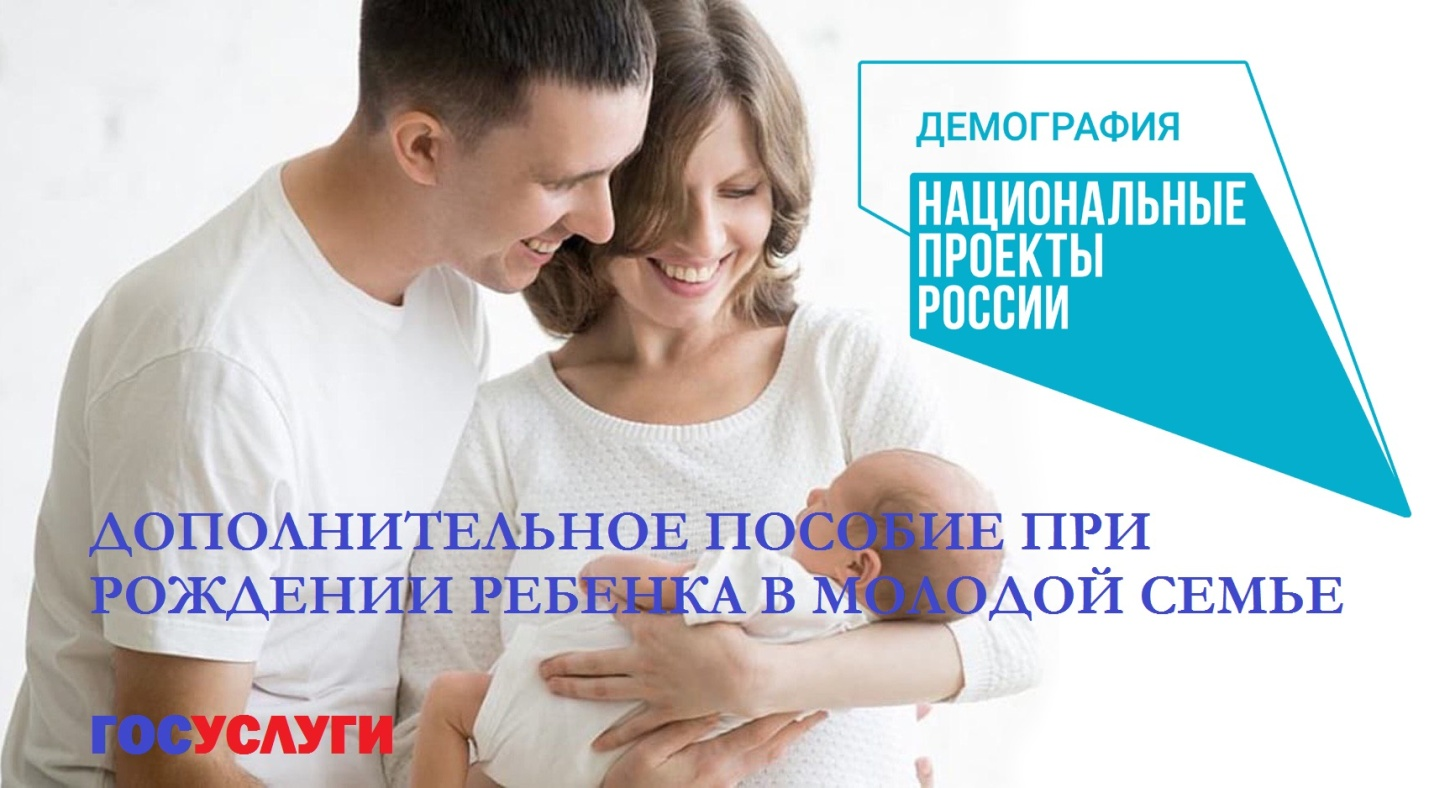 ДЕМОГРАФИЯ
НАЦИОНАЛЬНЫЕ
ПРОЕКТЫ
РОССИИ
ДОПОЛНИТЕЛЬНОЕ ПОСОБИЕ ПРИ
РОЖДЕНИИ РЕБЕНКА В МОЛОДОЙ СЕМЬЕ
ГОСУСЛУГИ